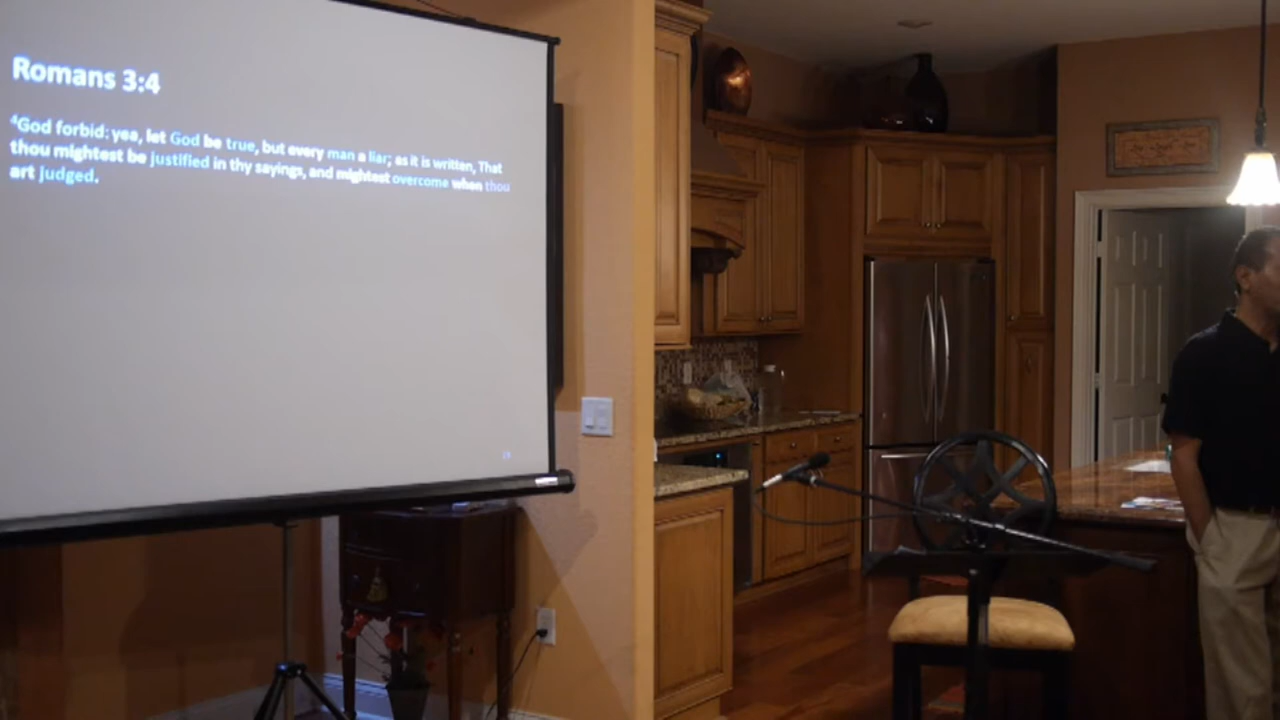 Romans 3:4
⁴God forbid: yea, let God be true, but every man a liar; as it is written, That
thou mightest be justified in thy sayings, and mightest overcome when thou
art judged.